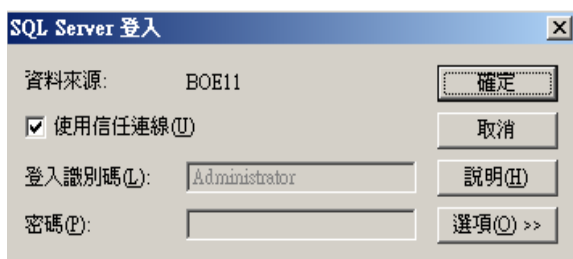 SQL Server 登入
資料來源: BOE11
確定
使用信任連線(U)
取消
登入識別碼(L): Administrator
說明(H)
密碼(P):
選項(O) >>